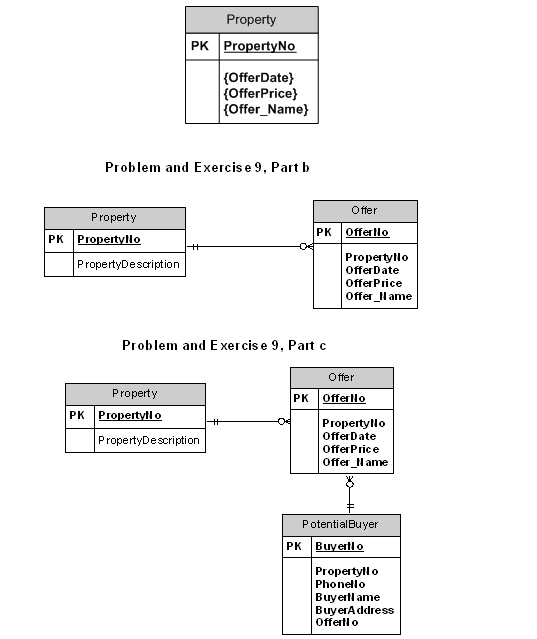 Property
PK PropertyNo
{OfferDate}
{OfferPrice}
{Offer_Name}
Problem and Exercise 9, Part b
Property
PK PropertyNo
PropertyDescription
Offer
PK OfferNo
PropertyNo
OfferDate
OfferPrice
Offer_Name
Problem and Exercise 9, Part c
Property
PK PropertyNo
PropertyDescription
Offer
PK OfferNo
PropertyNo
OfferDate
OfferPrice
Offer_Name
PotentialBuyer
PK BuyerNo
PropertyNo
PhoneNo
BuyerName
BuyerAddress
OfferNo